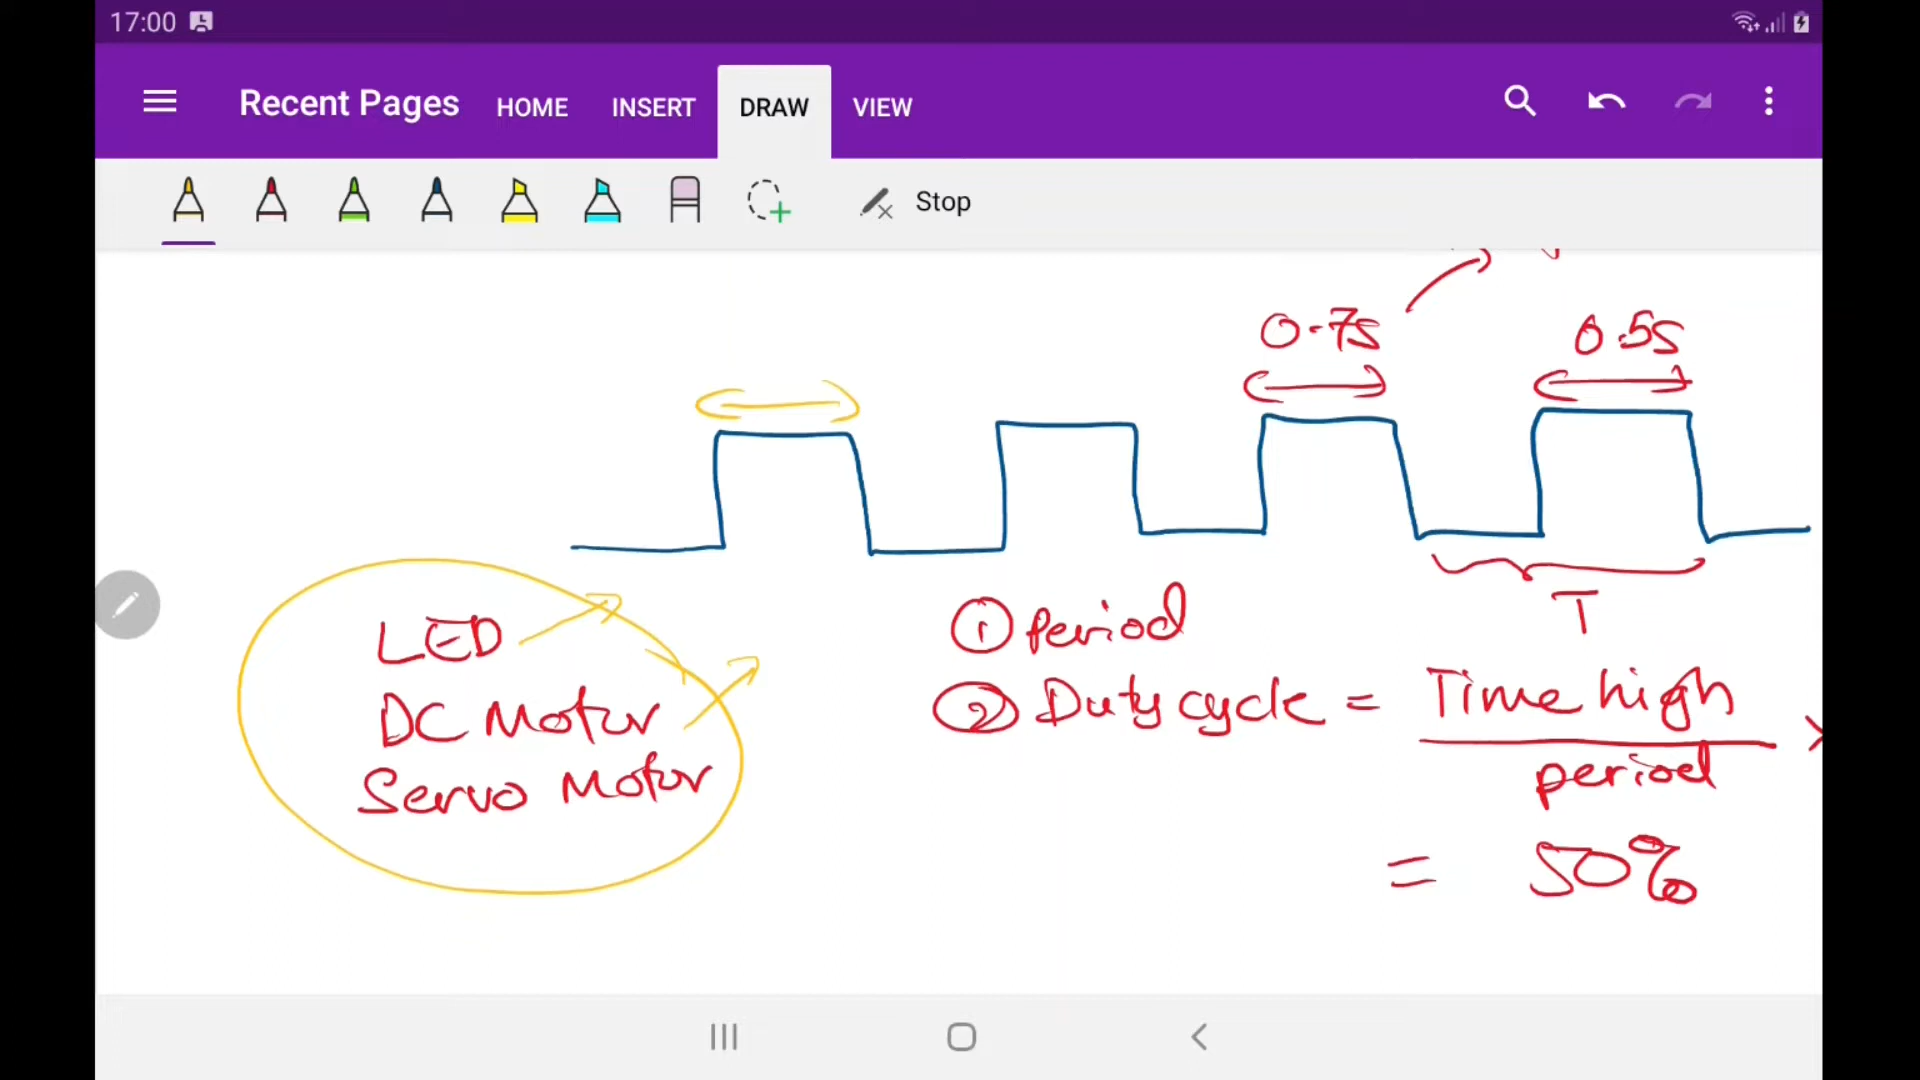 17:00
Recent Pages HOME INSERT DRAW VIEW
Stop
0.7s 0.5s
T
LED
DC Motor
Servo Motor
① period
② Duty cycle = Time high
period
= 50%